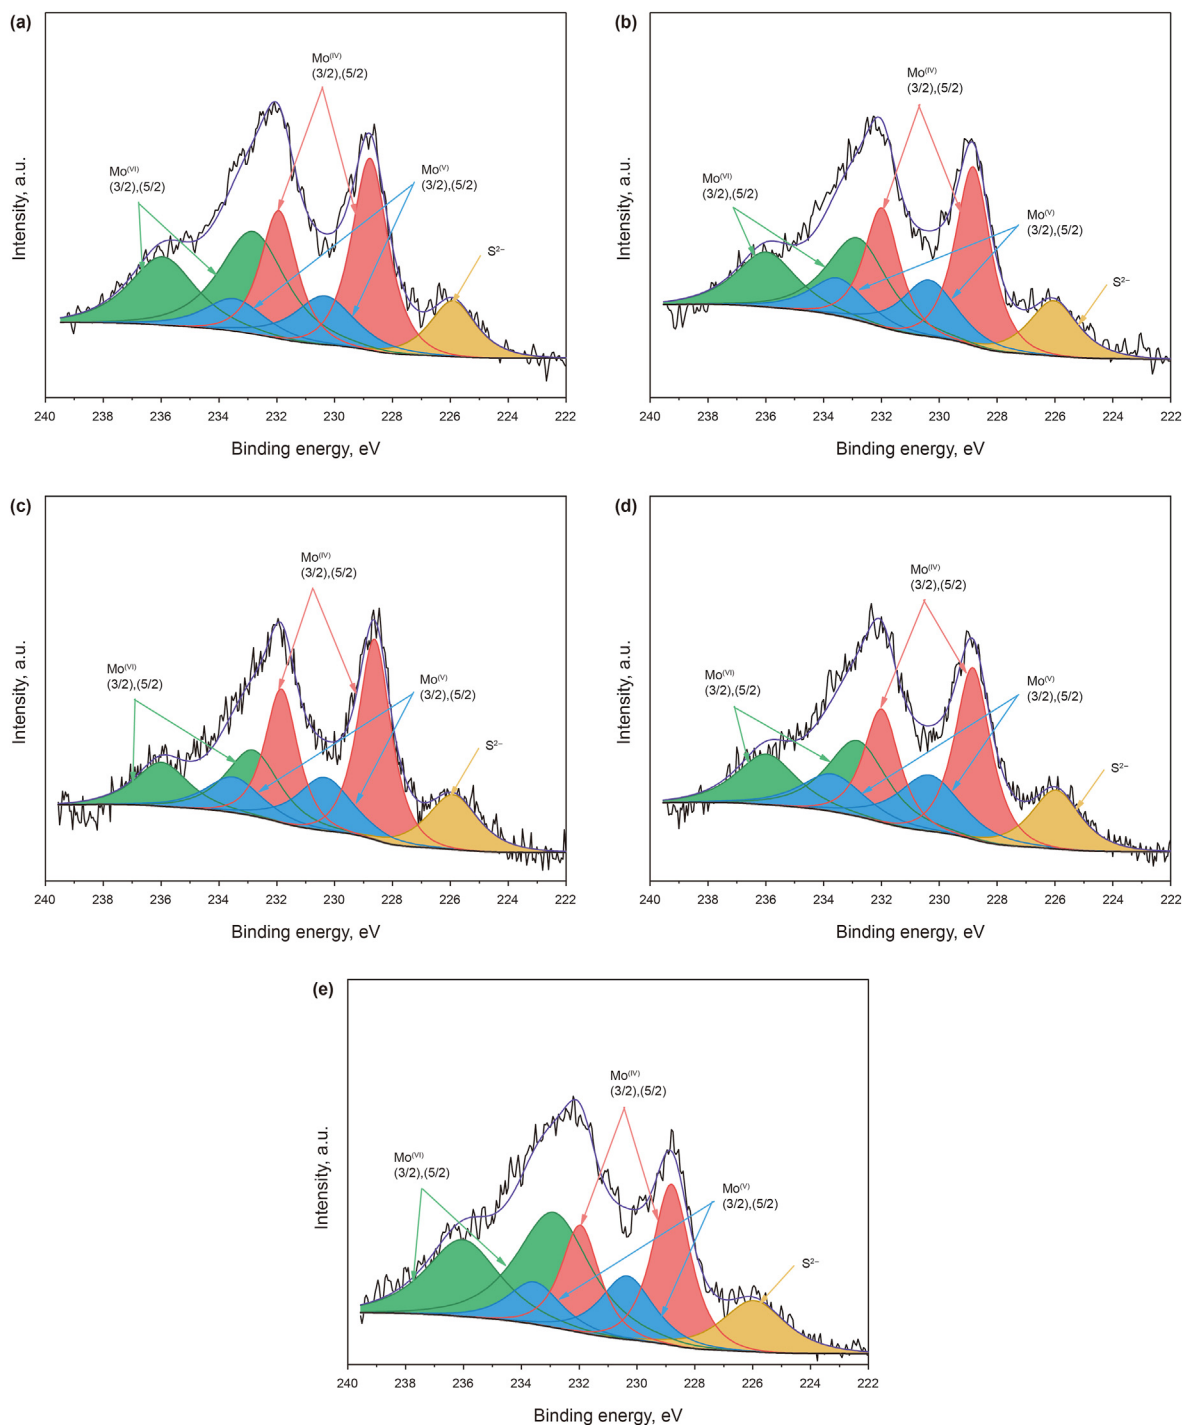 (a)
Mo(IV)
(3/2),(5/2)
Mo(VI)
(3/2),(5/2)
Mo(V)
(3/2),(5/2)
S2−
Intensity, a.u.
240 238 236 234 232 230 228 226 224 222
Binding energy, eV
(b)
Mo(IV)
(3/2),(5/2)
Mo(VI)
(3/2),(5/2)
Mo(V)
(3/2),(5/2)
S2−
Intensity, a.u.
240 238 236 234 232 230 228 226 224 222
Binding energy, eV
(c)
Mo(IV)
(3/2),(5/2)
Mo(VI)
(3/2),(5/2)
Mo(V)
(3/2),(5/2)
S2−
Intensity, a.u.
240 238 236 234 232 230 228 226 224 222
Binding energy, eV
(d)
Mo(IV)
(3/2),(5/2)
Mo(VI)
(3/2),(5/2)
Mo(V)
(3/2),(5/2)
S2−
Intensity, a.u.
240 238 236 234 232 230 228 226 224 222
Binding energy, eV
(e)
Mo(IV)
(3/2),(5/2)
Mo(VI)
(3/2),(5/2)
Mo(V)
(3/2),(5/2)
S2−
Intensity, a.u.
240 238 236 234 232 230 228 226 224 222
Binding energy, eV